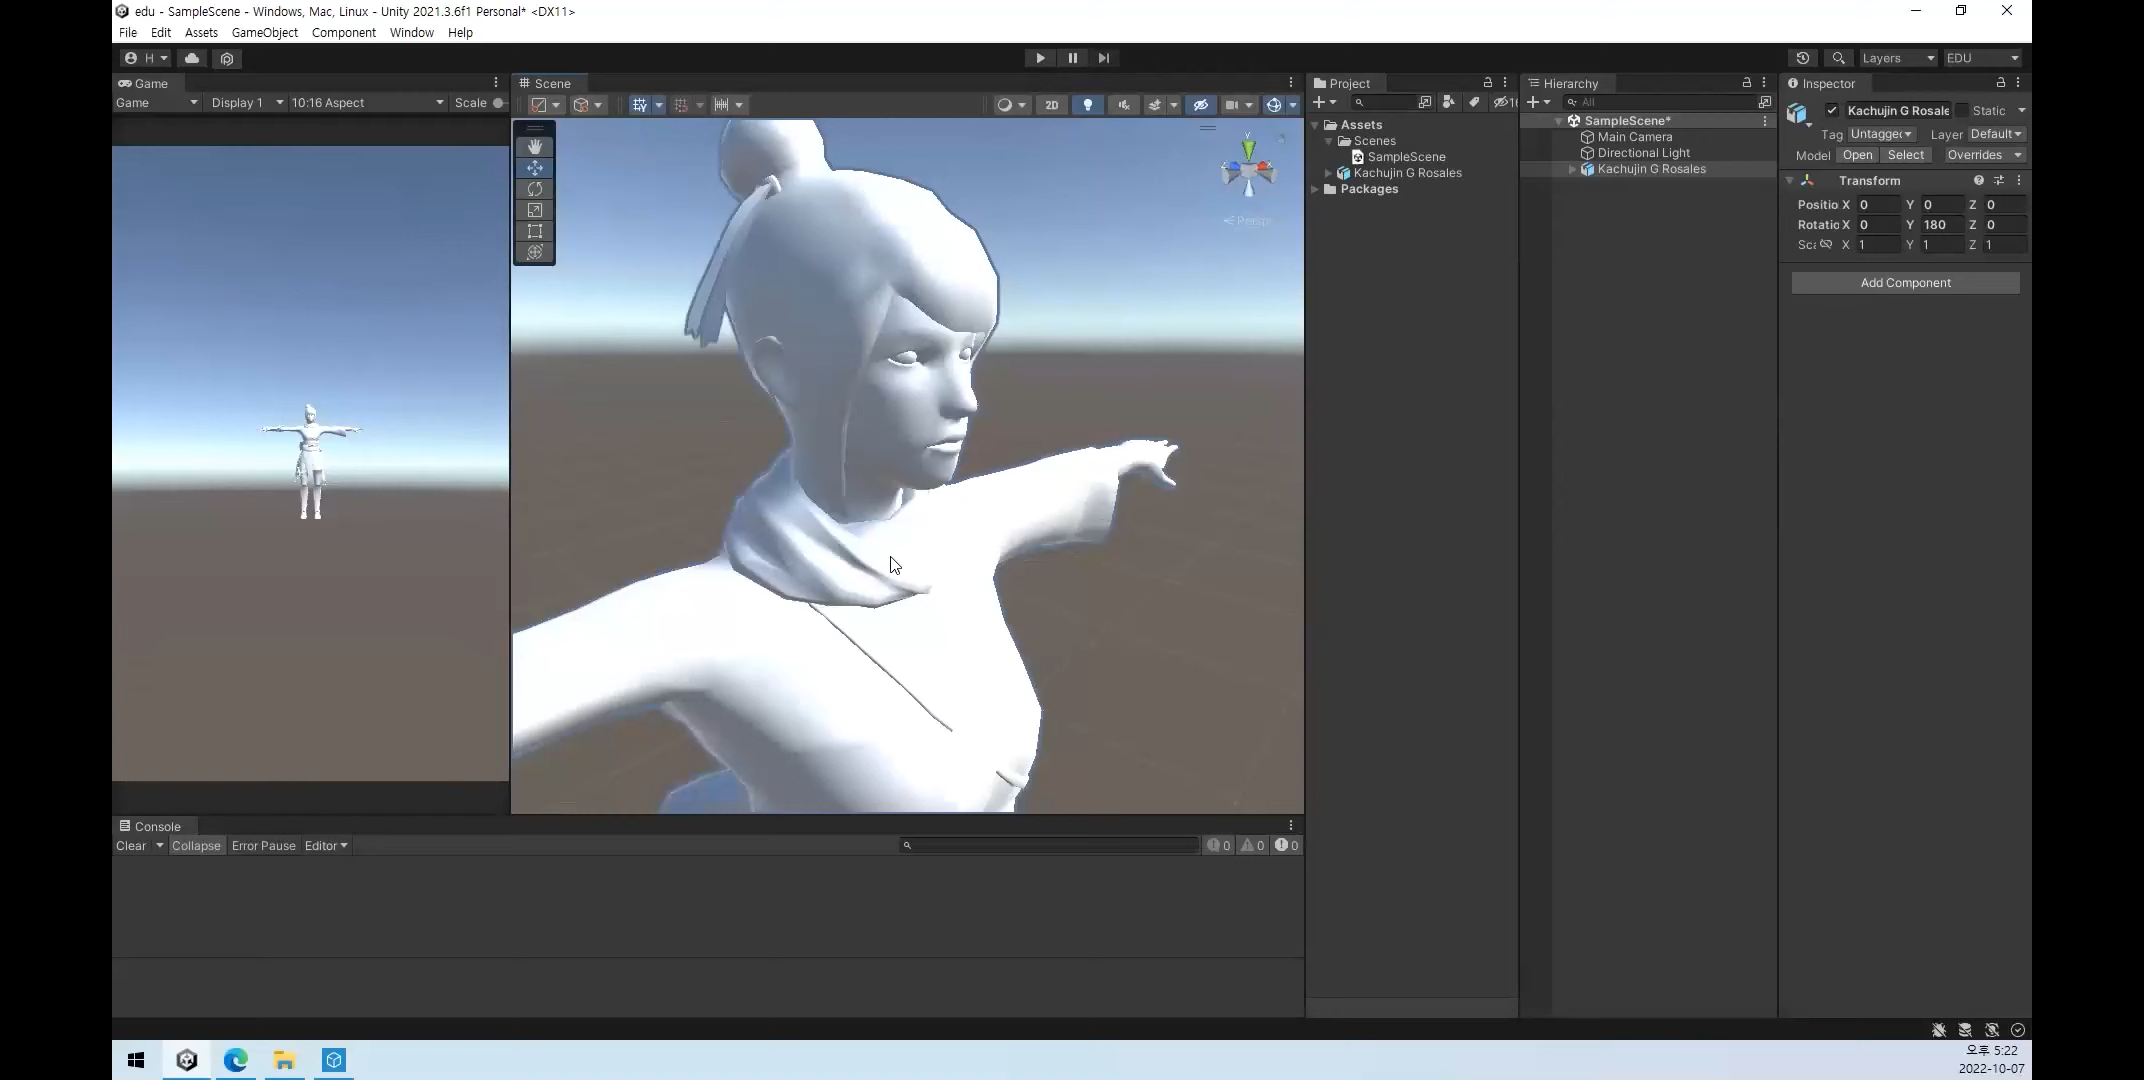 edu - SampleScene - Windows, Mac, Linux - Unity 2021.3.6f1 Personal* <DX11>
File Edit Assets GameObject Component Window Help
H Layers EDU
Game
Game Display 1 10:16 Aspect Scale
Scene
2D
Y
Persp
Project
Assets
Scenes
SampleScene
Kachujin G Rosales
Packages
Hierarchy
All
SampleScene*
Main Camera
Directional Light
Kachujin G Rosales
Inspector
Kachujin G Rosale Static
Tag Untagged Layer Default
Model Open Select Overrides
Transform
Positio X 0 Y 0 Z 0
Rotatic X 0 Y 180 Z 0
Sca X 1 Y 1 Z 1
Add Component
Console
Clear Collapse Error Pause Editor 0 0 0
오후 5:22
2022-10-07